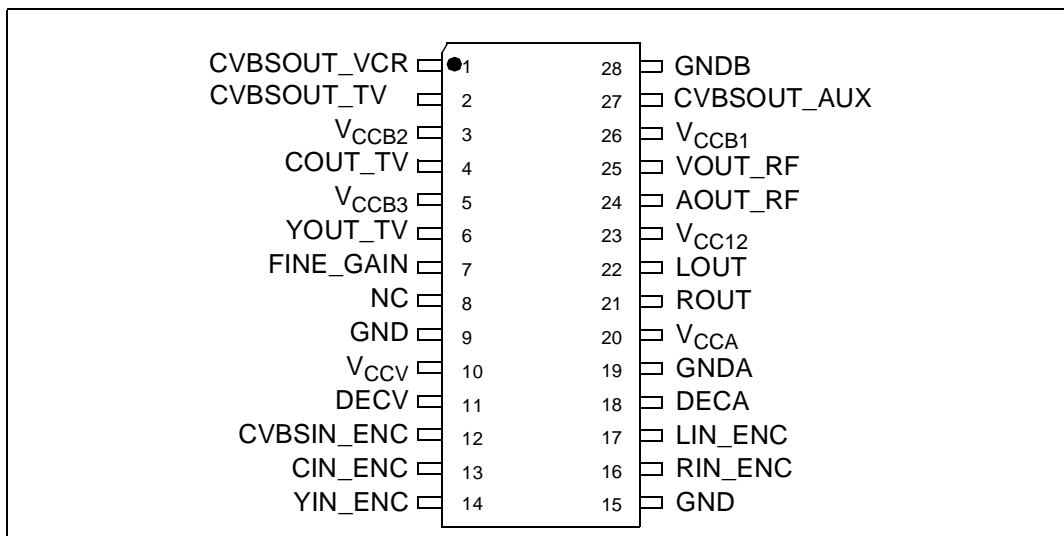 CVBSOUT_VCR 1 28 GNDB
CVBSOUT_TV 2 27 CVBSOUT_AUX
VCCB2 3 26 VCCB1
COUT_TV 4 25 VOUT_RF
VCCB3 5 24 AOUT_RF
YOUT_TV 6 23 VCC12
FINE_GAIN 7 22 LOUT
NC 8 21 ROUT
GND 9 20 VCCA
VCCV 10 19 GNDA
DECV 11 18 DECA
CVBSIN_ENC 12 17 LIN_ENC
CIN_ENC 13 16 RIN_ENC
YIN_ENC 14 15 GND